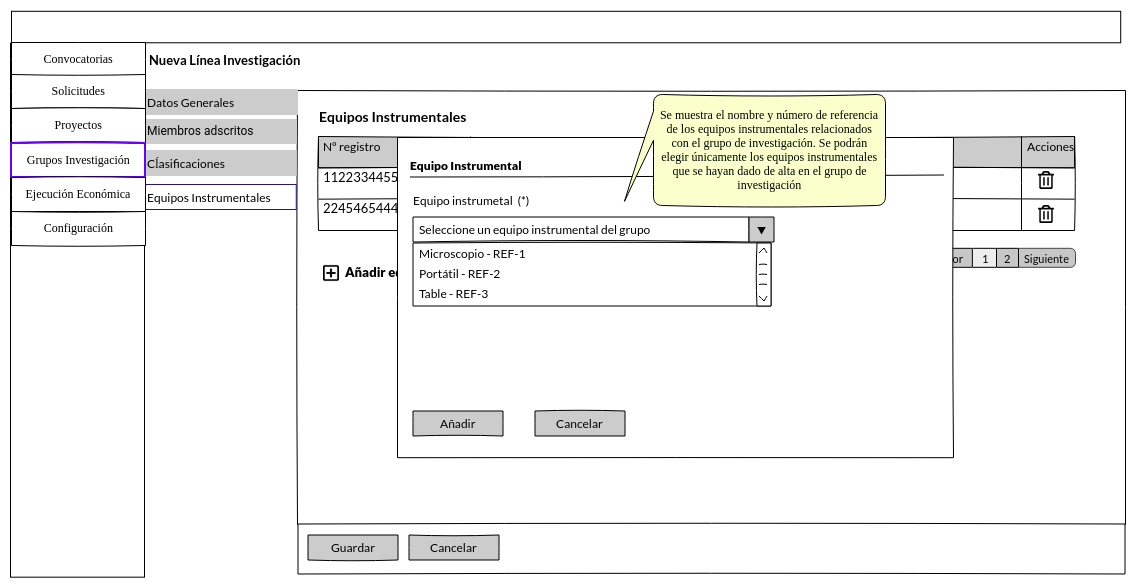 Convocatorias
Solicitudes
Proyectos
Grupos Investigación
Ejecución Económica
Configuración
Nueva Línea Investigación
Datos Generales
Miembros adscritos
Clasificaciones
Equipos Instrumentales
Equipos Instrumentales
Nº registro
Acciones
1122334455
2245465444
Añadir
1
2
Siguiente
Se muestra el nombre y número de referencia
de los equipos instrumentales relacionados
con el grupo de investigación. Se podrán
elegir únicamente los equipos instrumentales
que se hayan dado de alta en el grupo de
investigación
Equipo Instrumental
Equipo instrumetal (*)
Seleccione un equipo instrumental del grupo
Microscopio - REF-1
Portátil - REF-2
Table - REF-3
Añadir
Cancelar
Guardar
Cancelar